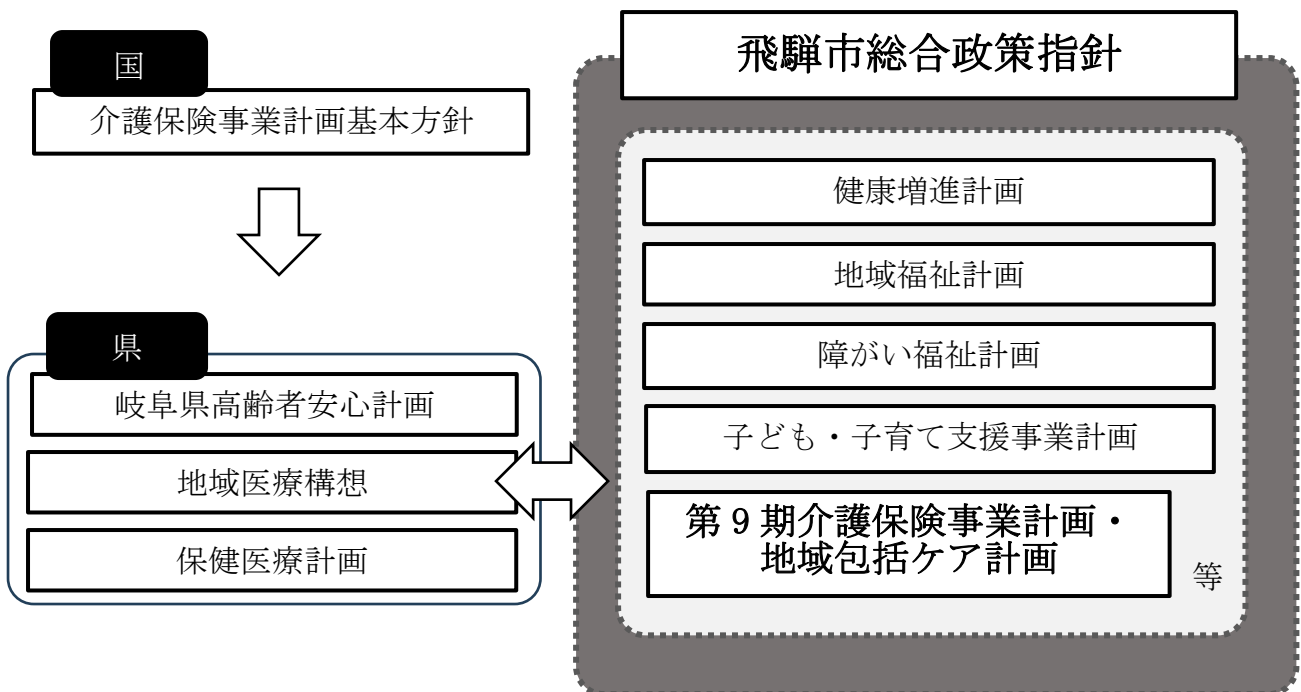 国
介護保険事業計画基本方針
県
岐阜県高齢者安心計画
地域医療構想
保健医療計画
飛騨市総合政策指針
健康増進計画
地域福祉計画
障がい福祉計画
子ども・子育て支援事業計画
第9期介護保険事業計画・
地域包括ケア計画
等